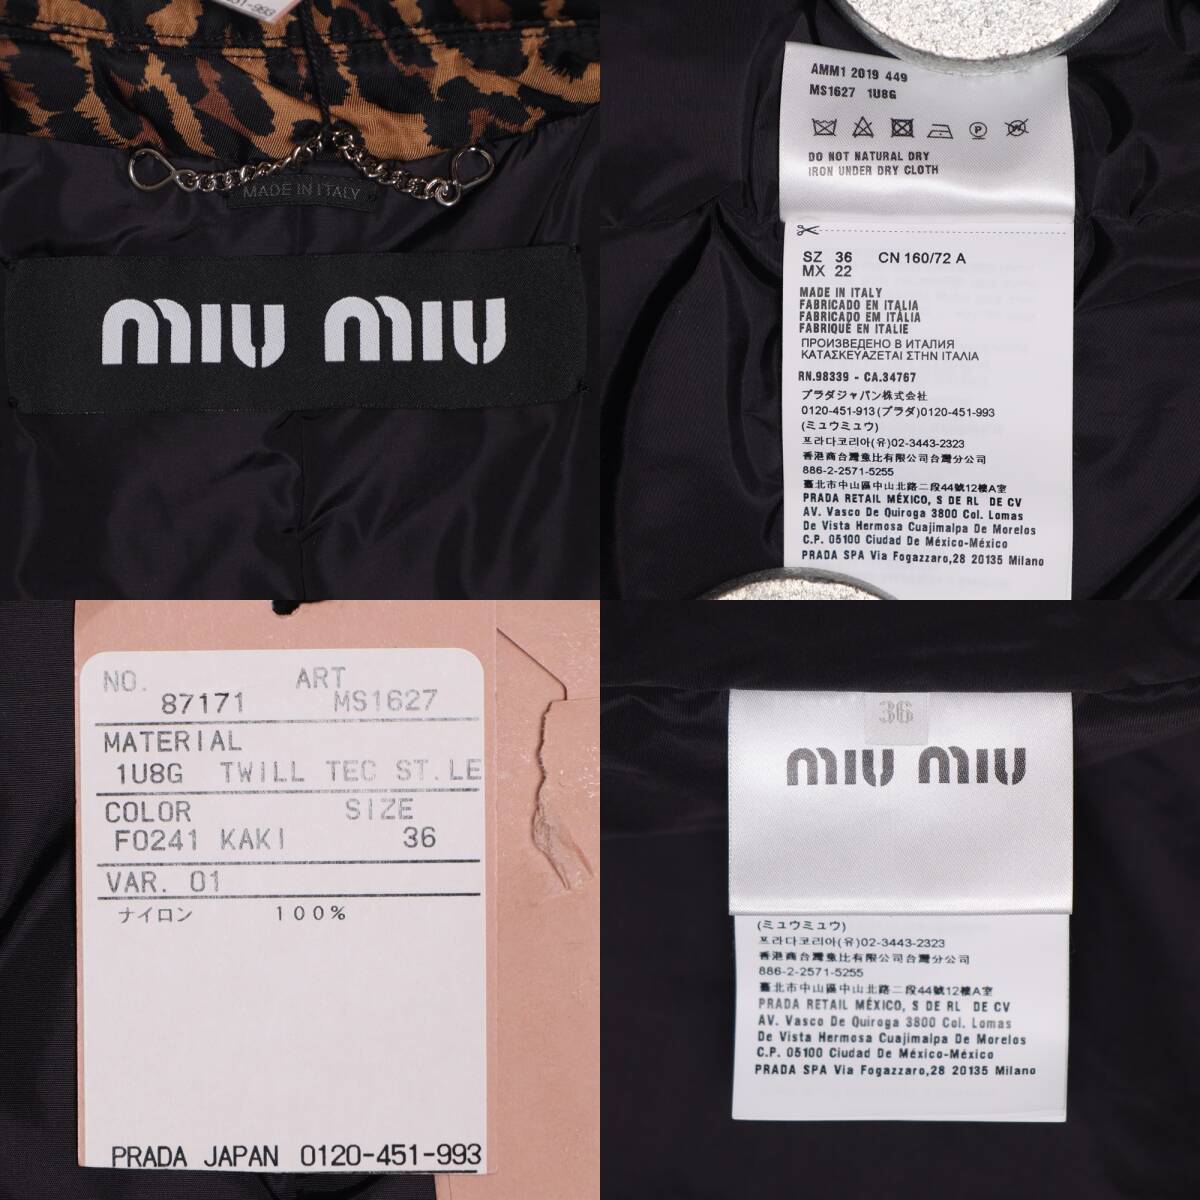 MADE IN ITALY
miu miu
AMM1 2019 449
MS1627 1U8G
DO NOT NATURAL DRY
IRON UNDER DRY CLOTH
SZ 36 CN 160/72 A
MX 22
MADE IN ITALY
FABRICADO EN ITALIA
FABRICADO EM ITÀLIA
FABRIQUÉ EN ITALIE
ПРОИЗВЕДЕНО В ИТАЛИЯ
ΚΑΤΑΣΚΕΥΑΖΕΤΑΙ ΣΤΗΝ ΙΤΑΛΙΑ
RN.98339 - CA.34767
プラダジャパン株式会社
0120-451-913(プラダ)0120-451-993
(ミュウミュウ)
프라다코리아(유)02-3443-2323
香港商台灣象比有限公司台灣分公司
886-2-2571-5255
臺北市中山區中山北路二段44號12樓A室
PRADA RETAIL MÉXICO, S DE RL DE CV
AV. Vasco De Quiroga 3800 Col. Lomas
De Vista Hermosa Cuajimalpa De Morelos
C.P. 05100 Ciudad De México-México
PRADA SPA Via Fogazzaro,28 20135 Milano
NO. ART
87171 MS1627
MATERIAL
1U8G TWILL TEC ST.LE
COLOR SIZE
F0241 KAKI 36
VAR. 01
ナイロン 100%
PRADA JAPAN 0120-451-993
36
miu miu
(ミュウミュウ)
프라다코리아(유)02-3443-2323
香港商台灣象比有限公司台灣分公司
886-2-2571-5255
臺北市中山區中山北路二段44號12樓A室
PRADA RETAIL MÉXICO, S DE RL DE CV
AV. Vasco De Quiroga 3800 Col. Lomas
De Vista Hermosa Cuajimalpa De Morelos
C.P. 05100 Ciudad De México-México
PRADA SPA Via Fogazzaro,28 20135 Milano